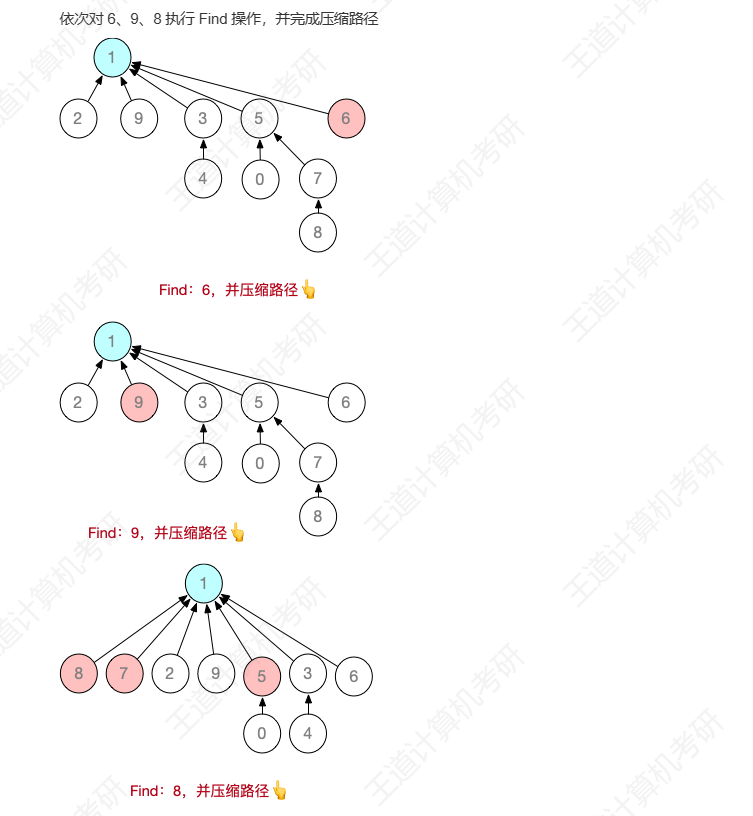 依次对 6、9、8 执行 Find 操作，并完成压缩路径
1
2 9 3 5 6
4 0 7
8
Find：6，并压缩路径👆
1
2 9 3 5 6
4 0 7
8
Find：9，并压缩路径👆
1
8 7 2 9 5 3 6
0 4
Find：8，并压缩路径👆
王道计算机考研